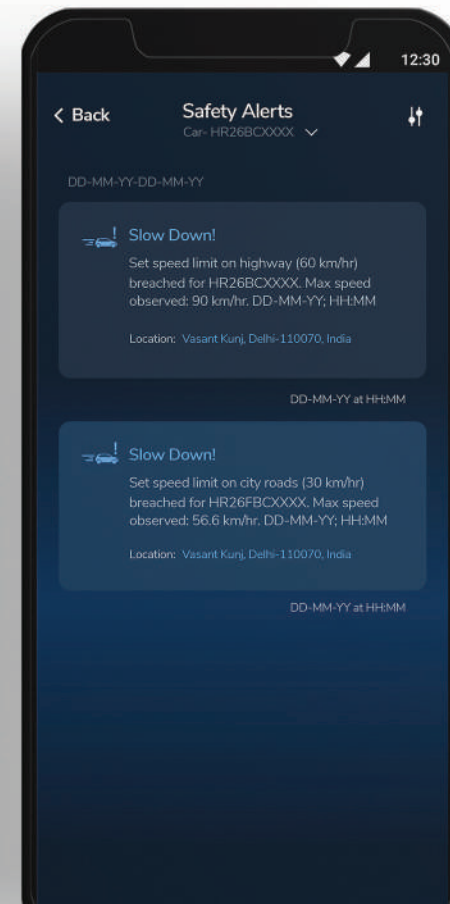 12:30
Back
Safety Alerts
Car- HR26BCXXXX
DD-MM-YY-DD-MM-YY
Slow Down!
Set speed limit on highway (60 km/hr)
breached for HR26BCXXXX. Max speed
observed: 90 km/hr. DD-MM-YY; HH:MM
Location: Vasant Kunj, Delhi-110070, India
DD-MM-YY at HH:MM
Slow Down!
Set speed limit on city roads (30 km/hr)
breached for HR26FBCXXXX. Max speed
observed: 56.6 km/hr. DD-MM-YY; HH:MM
Location: Vasant Kunj, Delhi-110070, India
DD-MM-YY at HH:MM